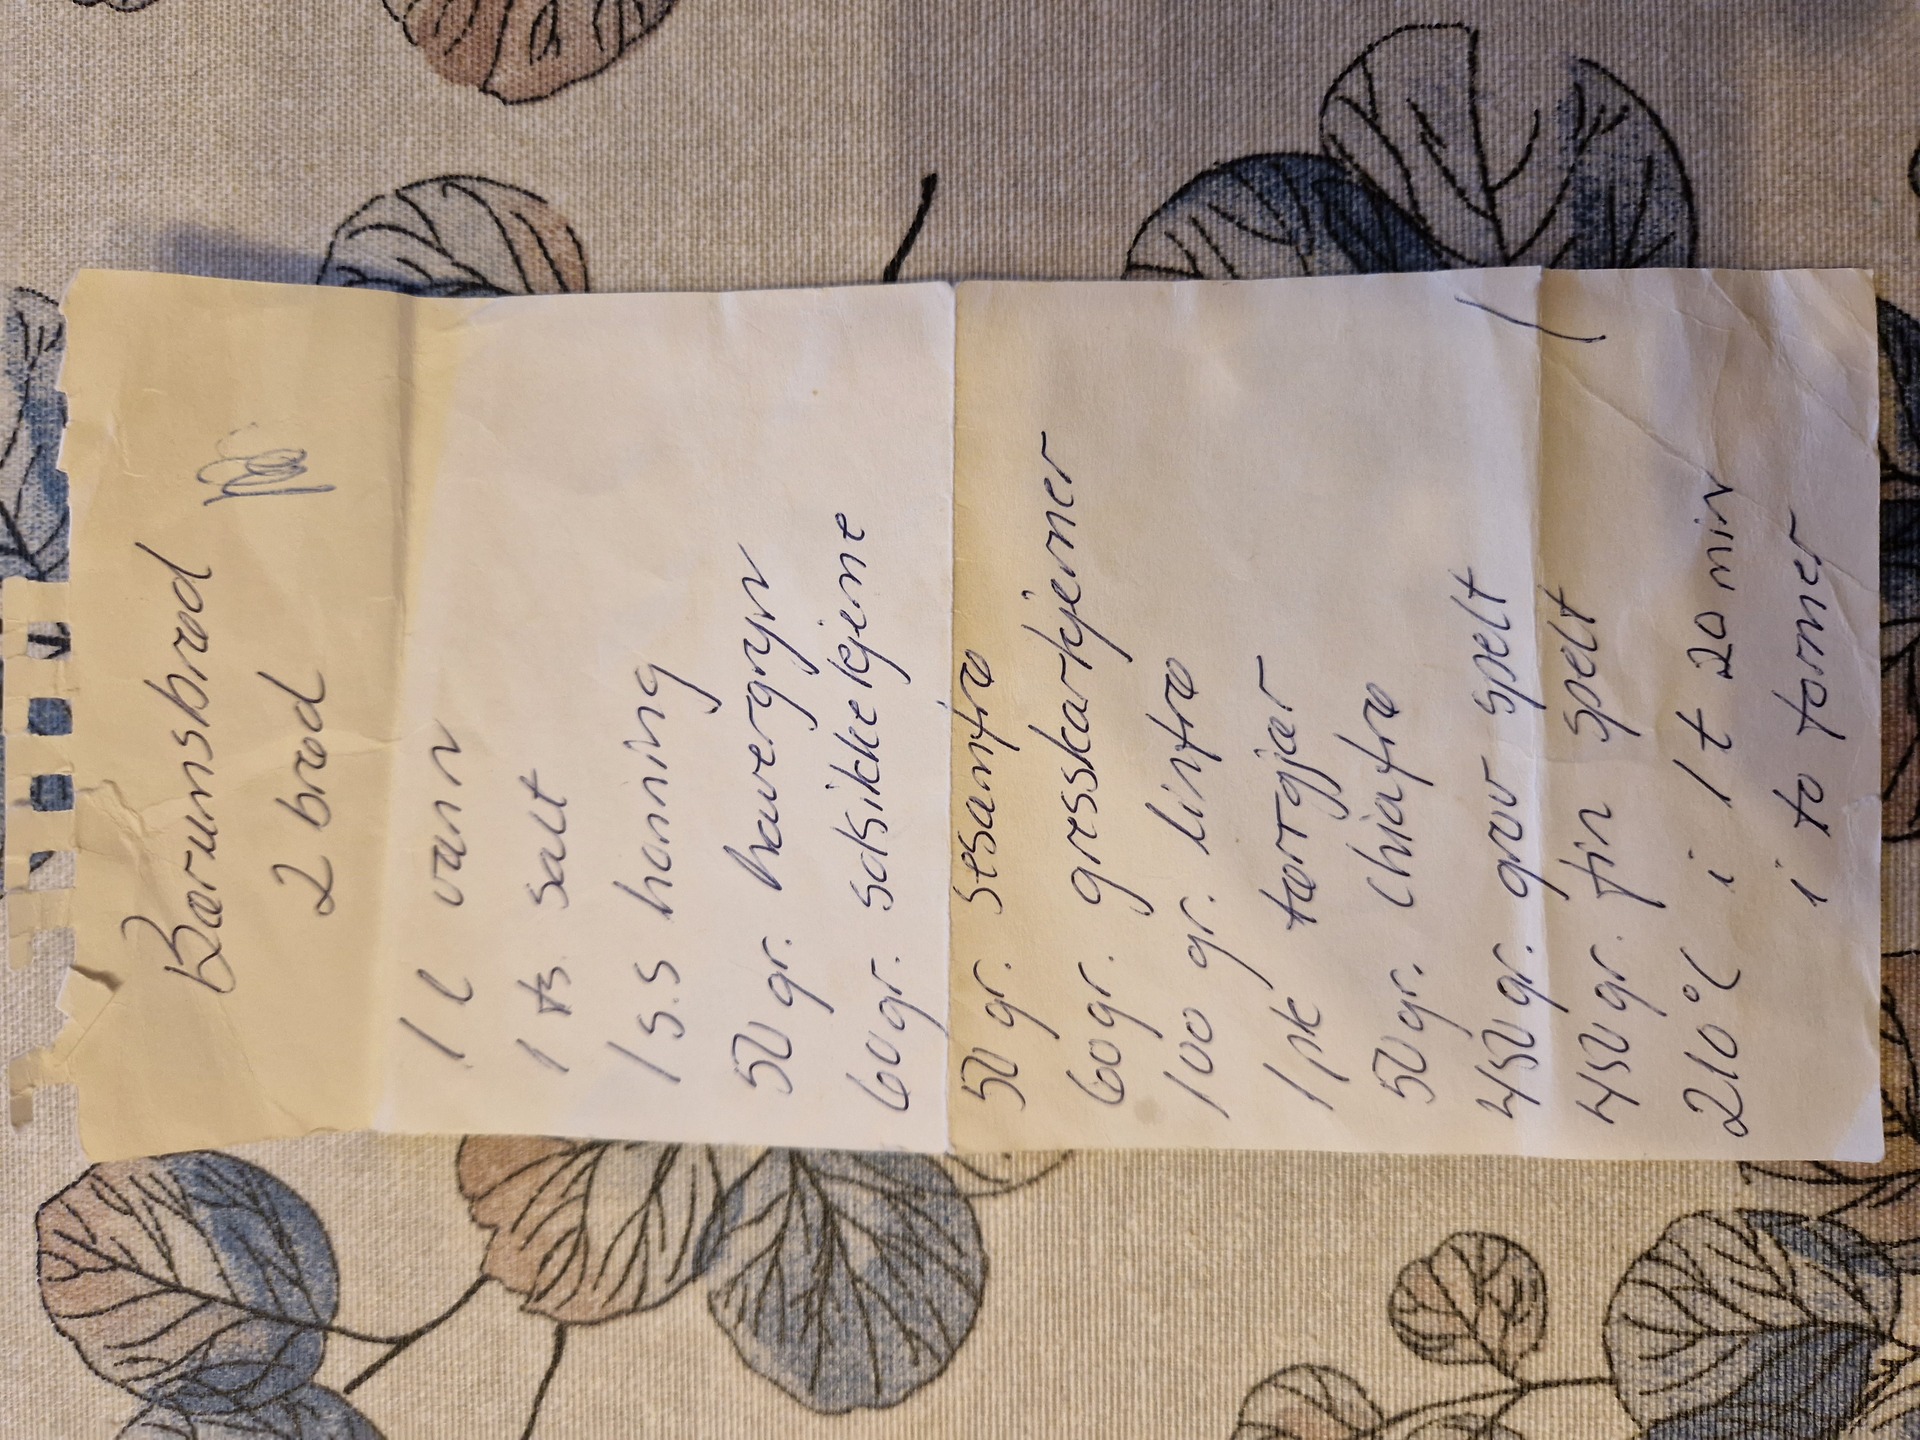 Bærumsbrød
2 brød
1 l vann
1 ts salt
1 s.s honning
50 gr. havergryn
60 gr. solsikkekjerne
50 gr. sesamfrø
60 gr. gresskarkjerner
100 gr. linfrø
1 pk tørrgjær
50 gr. Chiafrø
450 gr. grov spelt
450 gr. fin spelt
210°C i 1 t 20 min
i to former